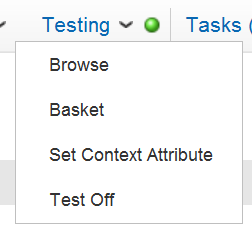 Testing Tasks (
Browse
Basket
Set Context Attribute
Test Off